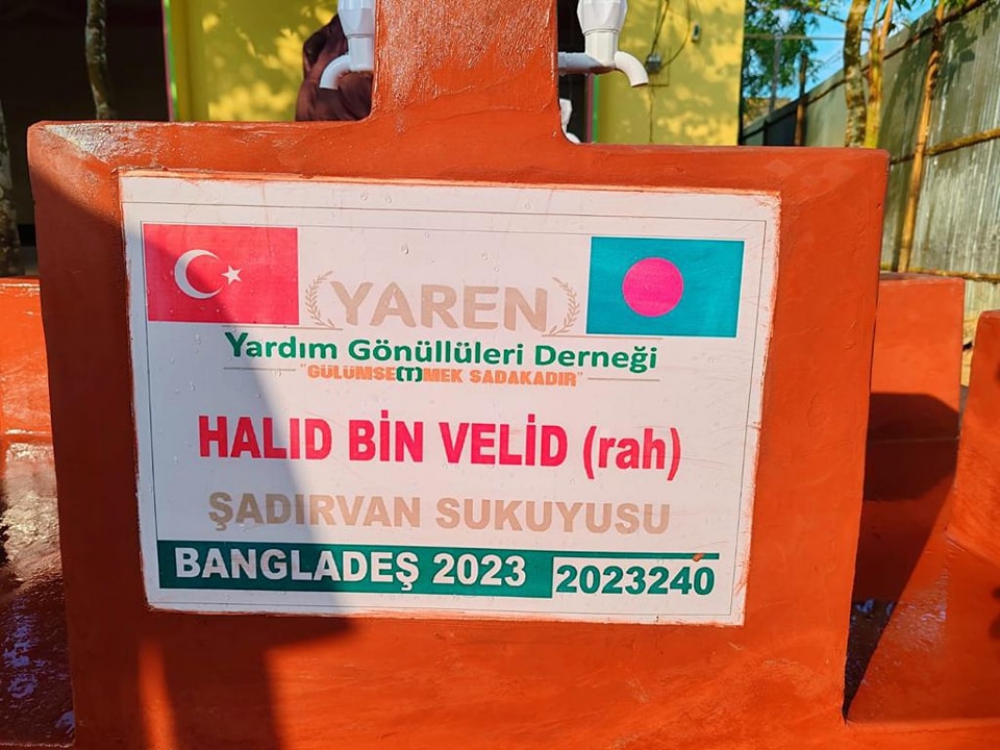 YAREN
Yardım Gönüllüleri Derneği
"GÜLÜMSE(T)MEK SADAKADIR"
HALID BİN VELİD (rah)
ŞADIRVAN SUKUYUSU
BANGLADEŞ 2023 2023240